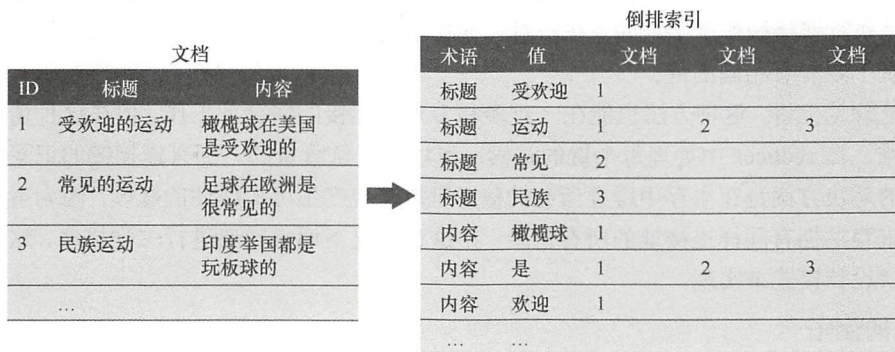 文档
ID 标题 内容
1 受欢迎的运动 橄榄球在美国
是受欢迎的
2 常见的运动 足球在欧洲是
很常见的
3 民族运动 印度举国都是
玩板球的
…
倒排索引
术语 值 文档 文档 文档
标题 受欢迎 1
标题 运动 1 2 3
标题 常见 2
标题 民族 3
内容 橄榄球
内容 是 1 2 3
内容 欢迎 1
… …